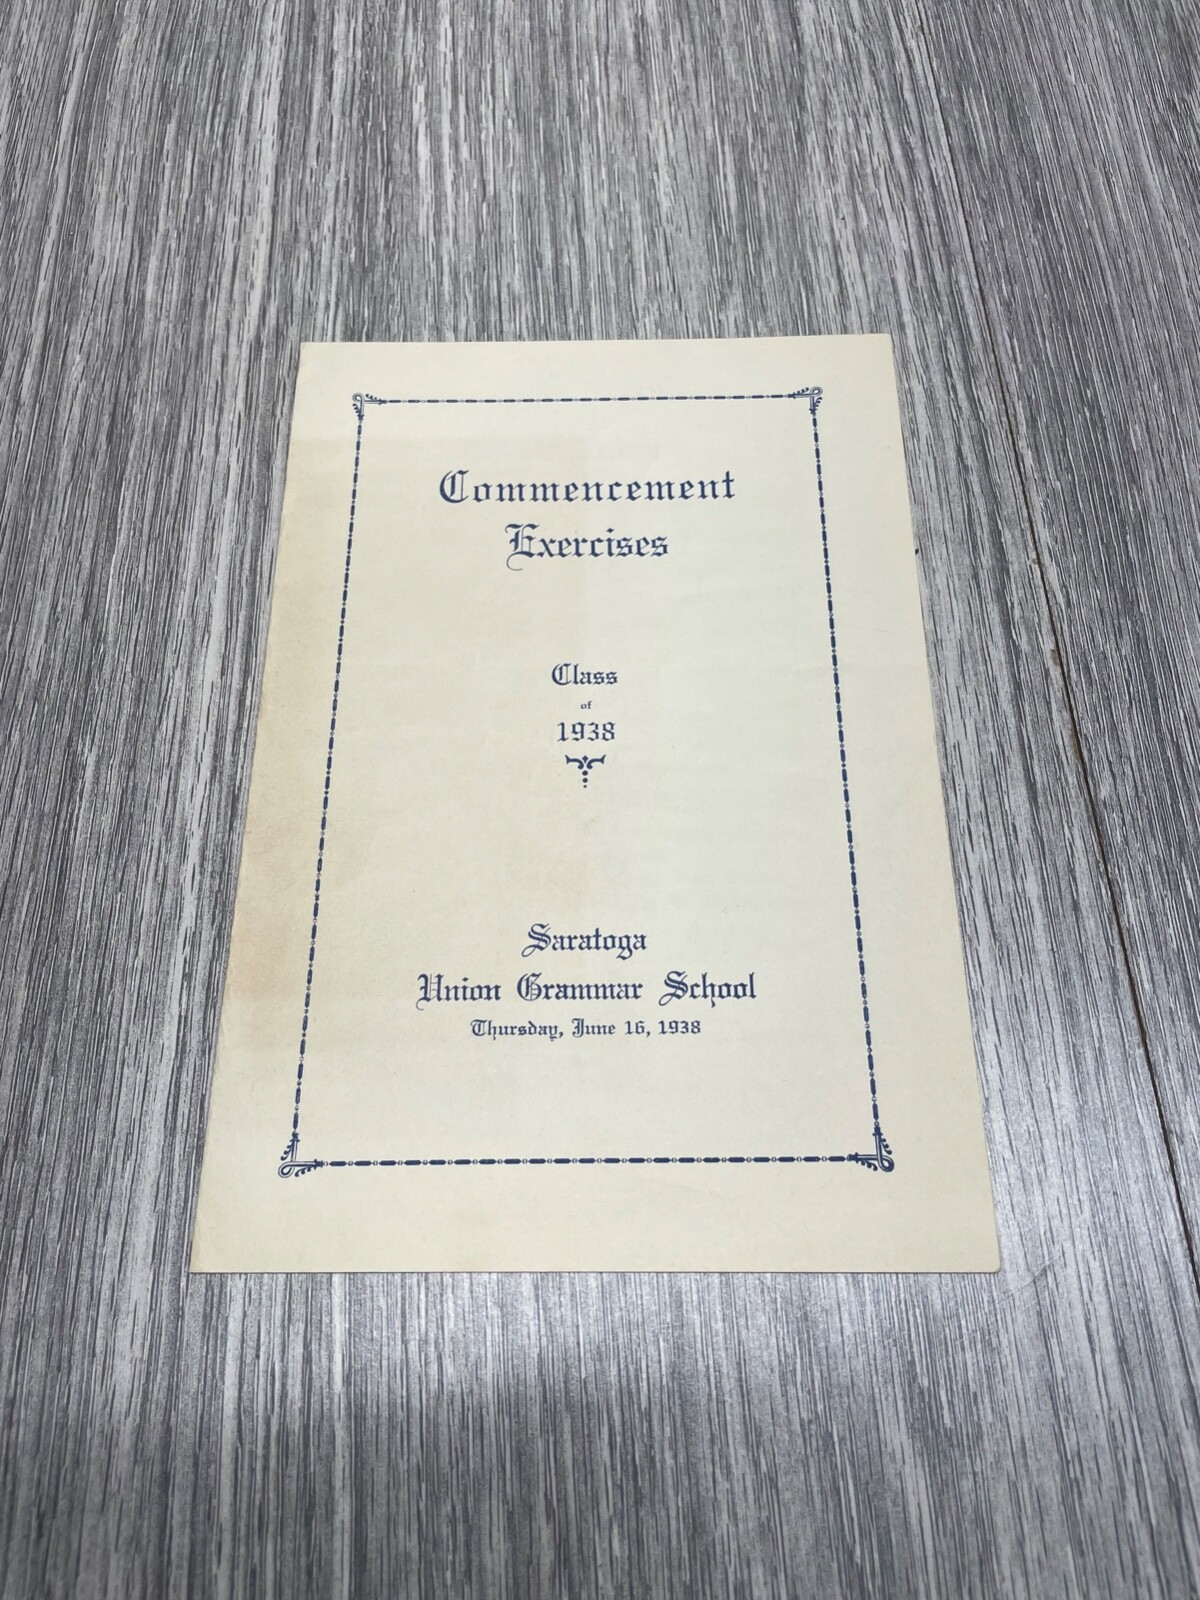 Commencement
Exercises
Class
of
1938
Saratoga
Union Grammar School
Thursday, June 16, 1938